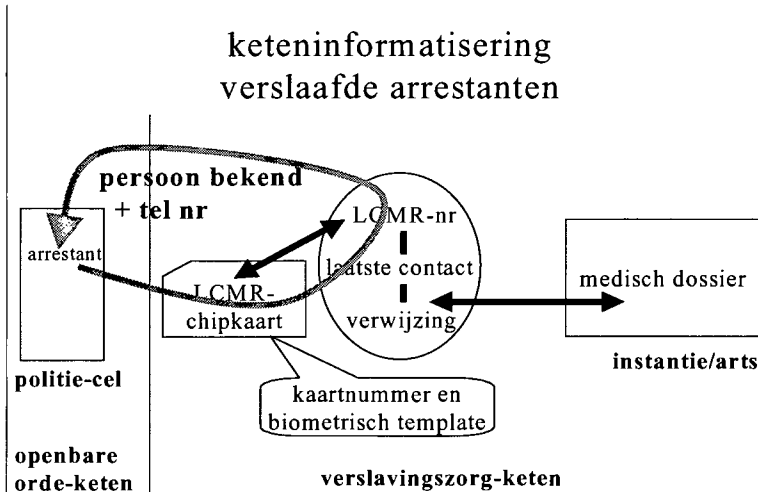 keteninformatisering
verslaafde arrestanten
persoon bekend
+ tel nr
arrestant
politie-cel
LCMR-
chipkaart
LCMR-nr
laatste contact
verwijzing
medisch dossier
instantie/arts
kaartnummer en
biometrisch template
openbare
orde-keten
verslavingszorg-keten